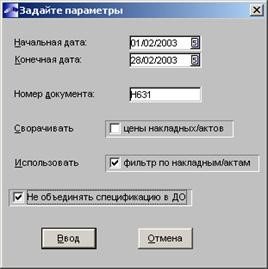 Задайте параметры
Начальная дата: 01/02/2003
Конечная дата: 28/02/2003
Номер документа: Н631
Сворачивать цены накладных/актов
Использовать фильтр по накладным/актам
Не объединять спецификацию в ДО
Ввод Отмена